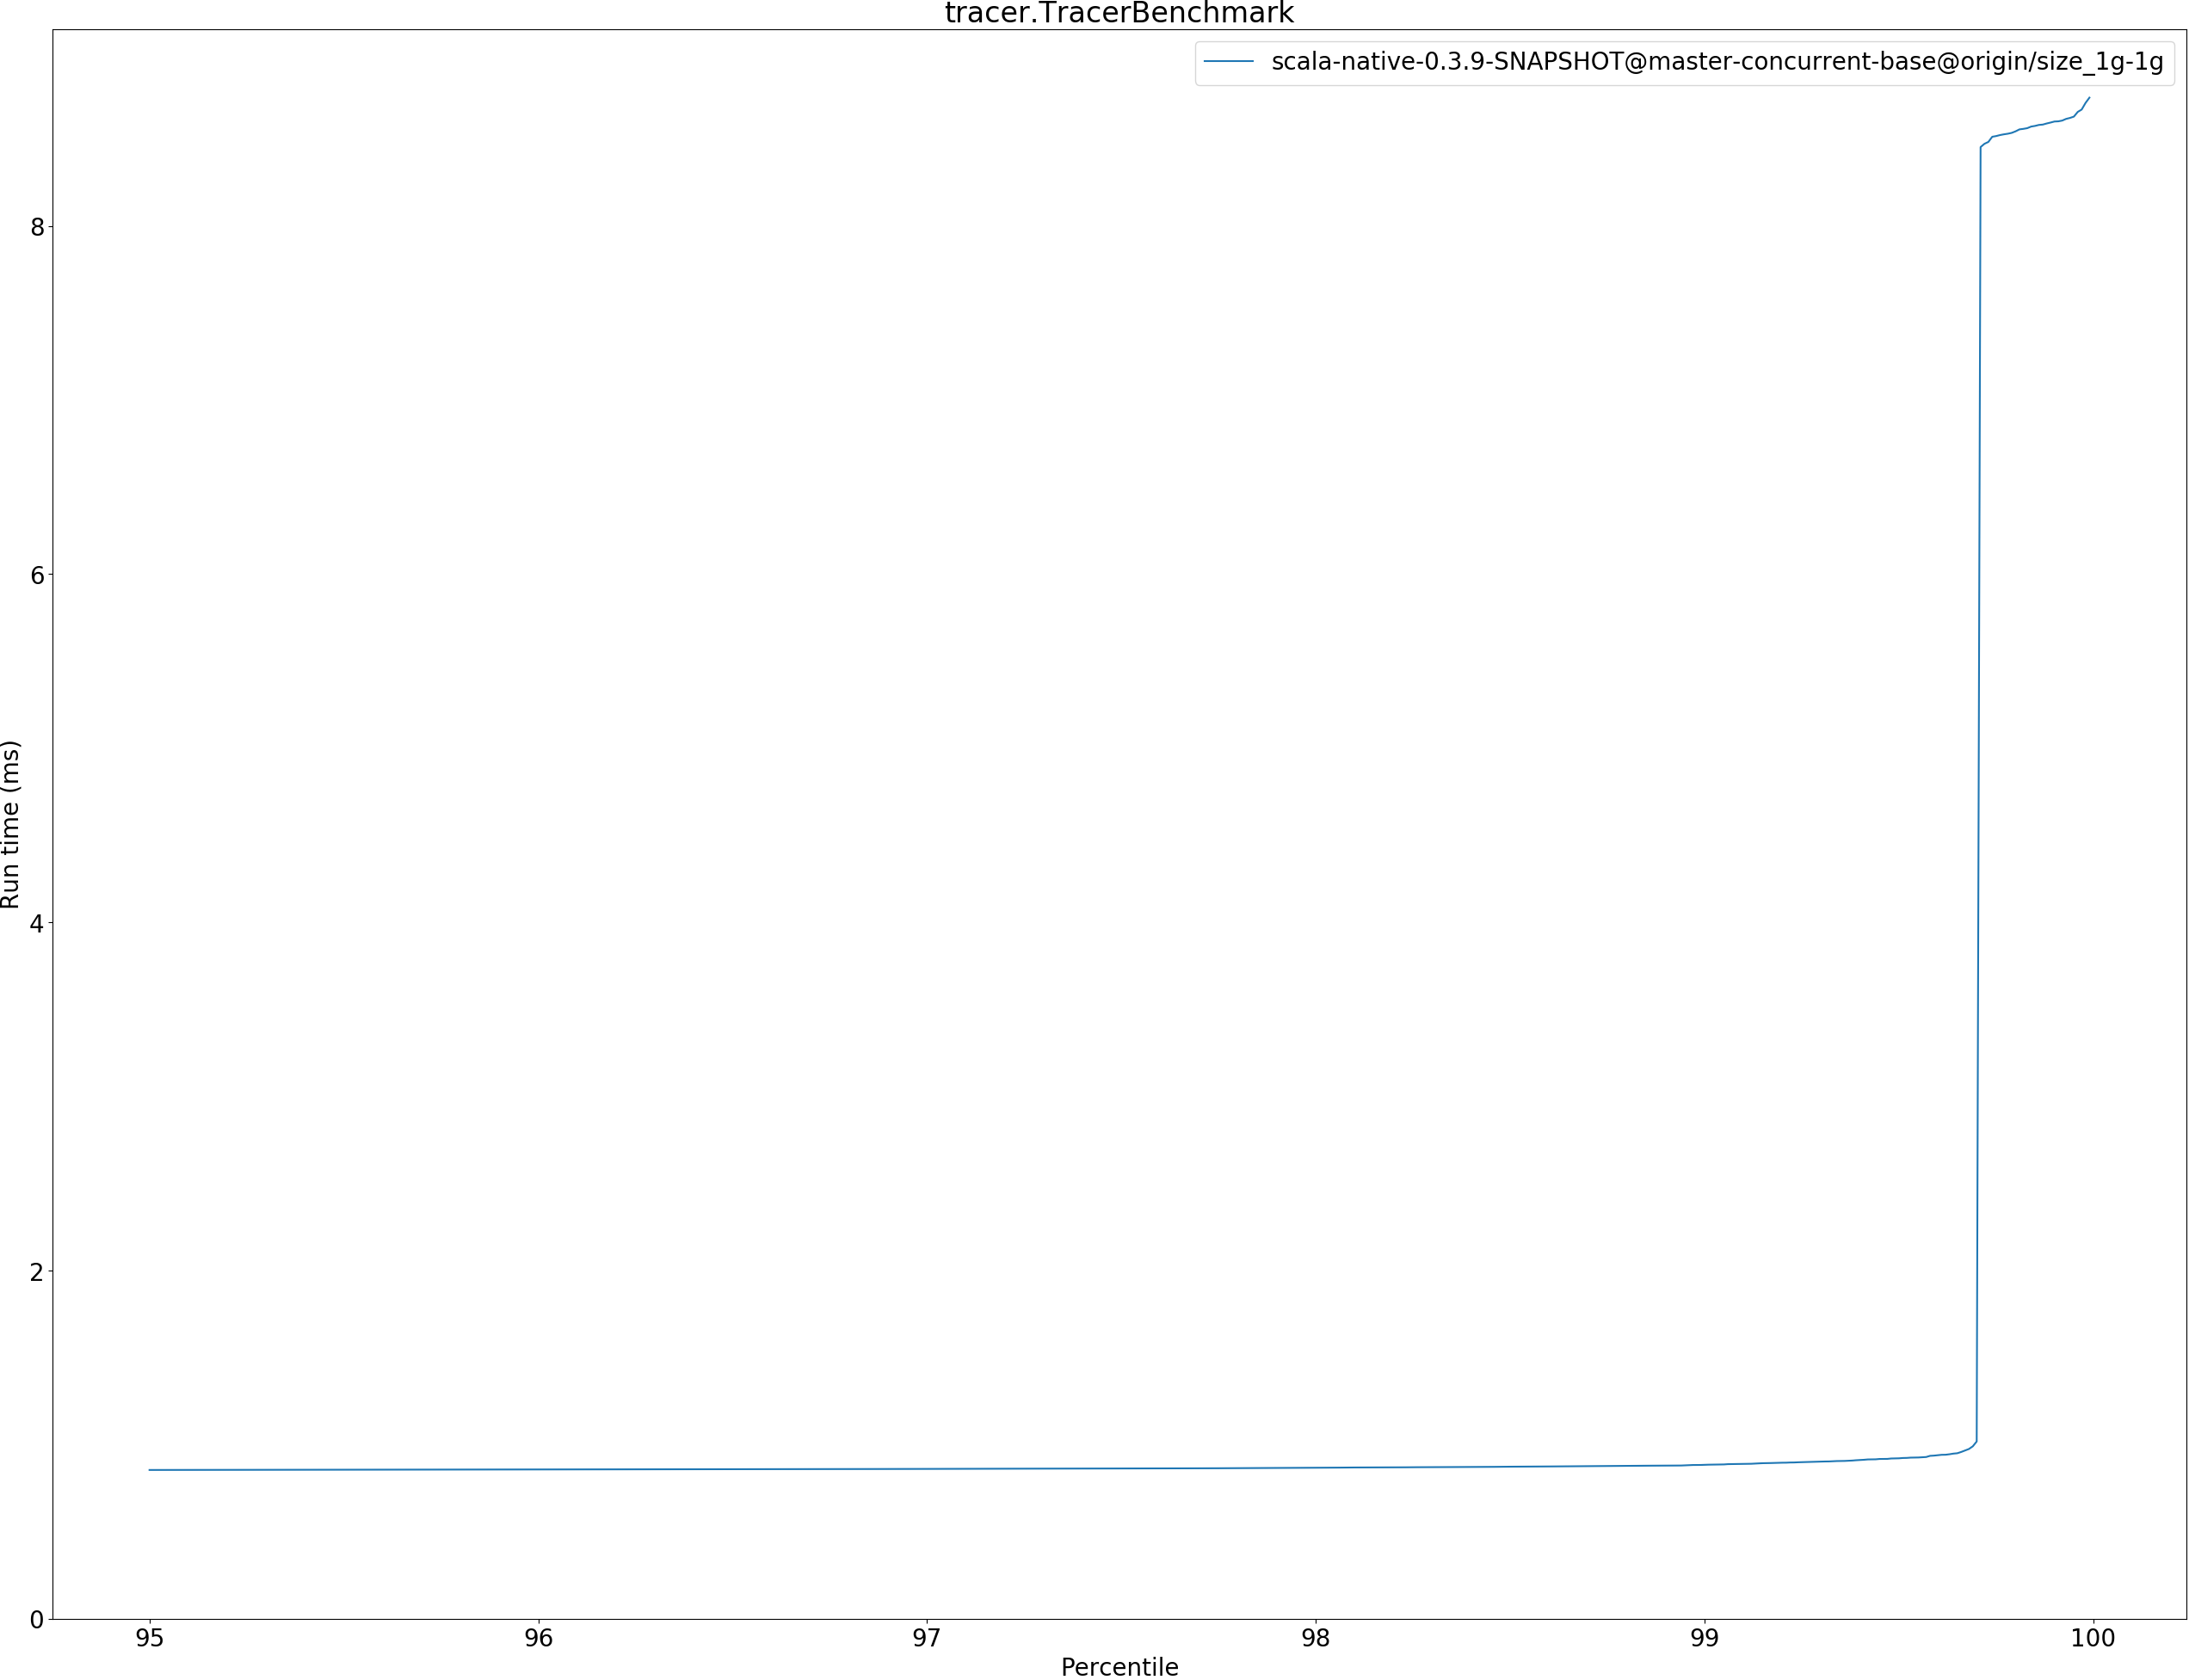 tracer.TracerBenchmark
scala-native-0.3.9-SNAPSHOT@master-concurrent-base@origin/size_1g-1g
Run time (ms)
8
6
4
2
0
95 96 97 98 99 100
Percentile